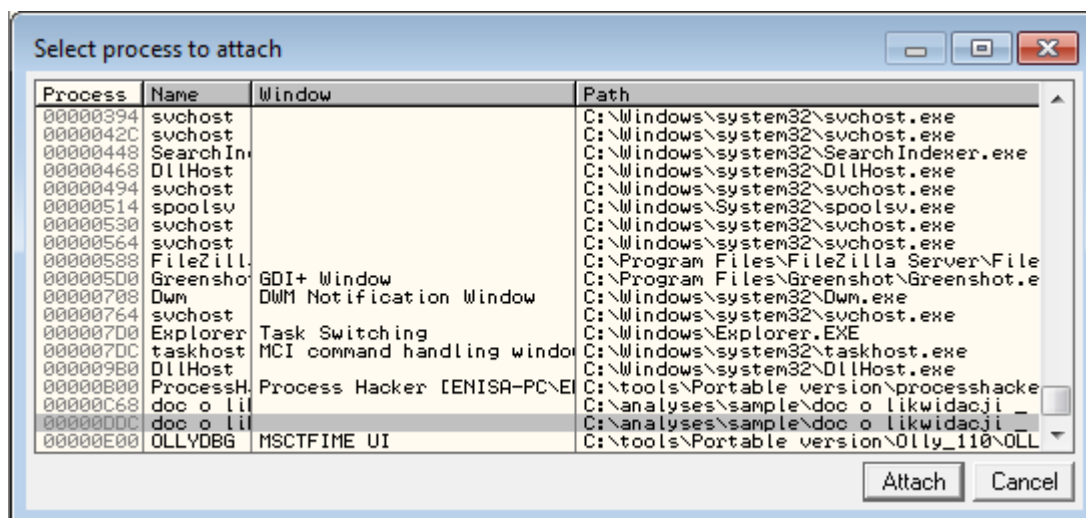 Select process to attach
Process Name Window Path
00000394 svchost C:\Windows\system32\svchost.exe
0000042C svchost C:\Windows\system32\svchost.exe
00000448 SearchIn C:\Windows\system32\SearchIndexer.exe
00000468 DllHost C:\Windows\system32\DllHost.exe
00000494 svchost C:\Windows\system32\svchost.exe
00000514 spoolsv C:\Windows\System32\spoolsv.exe
00000530 svchost C:\Windows\system32\svchost.exe
00000564 svchost C:\Windows\system32\svchost.exe
00000588 FileZill C:\Program Files\FileZilla Server\File
000005D0 Greensho GDI+ Window C:\Program Files\Greenshot\Greenshot.e
00000708 Dwm DWM Notification Window C:\Windows\system32\Dwm.exe
00000764 svchost C:\Windows\system32\svchost.exe
000007D0 Explorer Task Switching C:\Windows\Explorer.EXE
000007DC taskhost MCI command handling windo C:\Windows\system32\taskhost.exe
000009B0 DllHost C:\Windows\system32\DllHost.exe
00000B00 ProcessH Process Hacker [ENISA-PC\E C:\tools\Portable version\processhacke
00000C68 doc o li C:\analyses\sample\doc o likwidacji _
00000DDC doc o li C:\analyses\sample\doc o likwidacji _
00000E00 OLLYDBG MSCTFIME UI C:\tools\Portable version\Olly_110\OLL
Attach Cancel